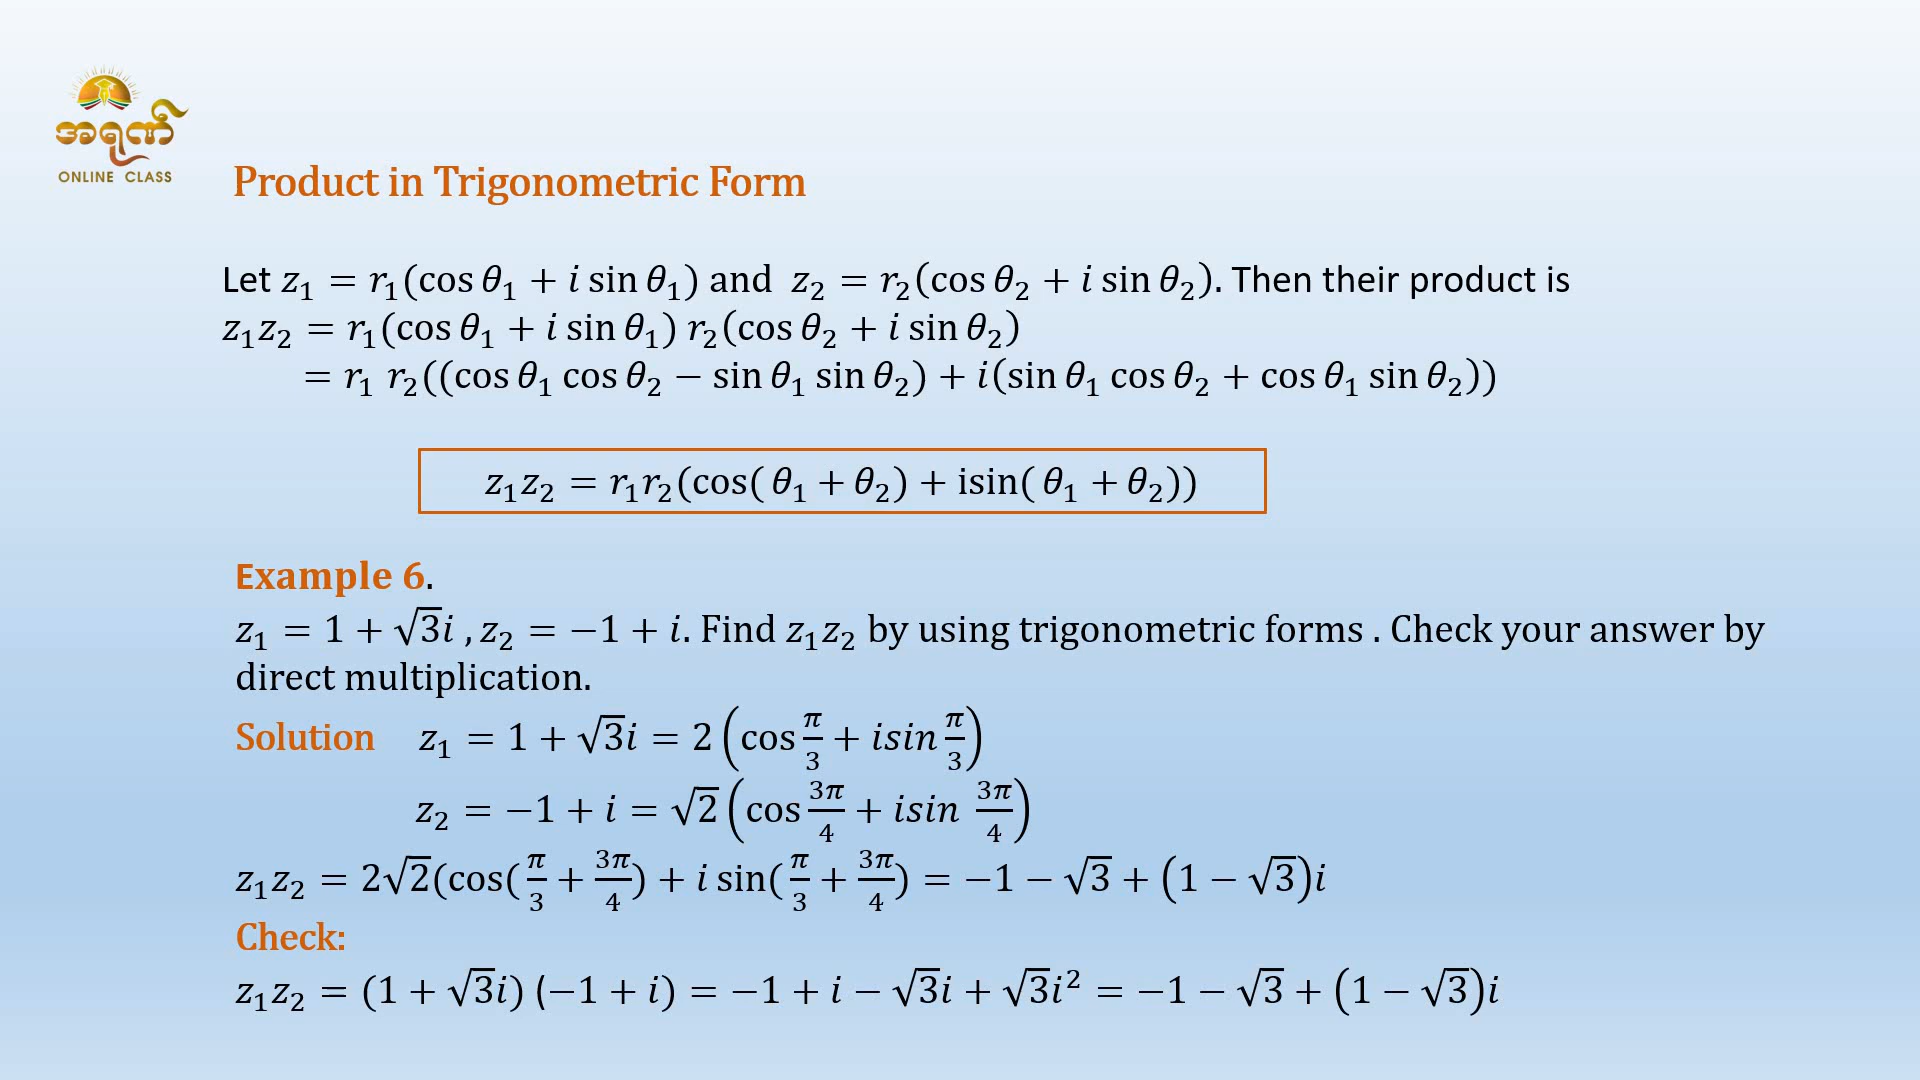 အရုဏ်
ONLINE CLASS
Product in Trigonometric Form
Let z₁ = r₁(cos θ₁ + i sin θ₁) and z₂ = r₂(cos θ₂ + i sin θ₂). Then their product is
z₁z₂ = r₁(cos θ₁ + i sin θ₁) r₂(cos θ₂ + i sin θ₂)
= r₁ r₂((cos θ₁ cos θ₂ − sin θ₁ sin θ₂) + i(sin θ₁ cos θ₂ + cos θ₁ sin θ₂))
z₁z₂ = r₁r₂(cos( θ₁ + θ₂) + isin( θ₁ + θ₂))
Example 6.
z₁ = 1 + √3i , z₂ = −1 + i. Find z₁z₂ by using trigonometric forms . Check your answer by
direct multiplication.
Solution z₁ = 1 + √3i = 2(cos π/3 + isin π/3)
z₂ = −1 + i = √2(cos 3π/4 + isin 3π/4)
z₁z₂ = 2√2(cos(π/3 + 3π/4) + i sin(π/3 + 3π/4) = −1 − √3 + (1 − √3)i
Check:
z₁z₂ = (1 + √3i) (−1 + i) = −1 + i − √3i + √3i² = −1 − √3 + (1 − √3)i